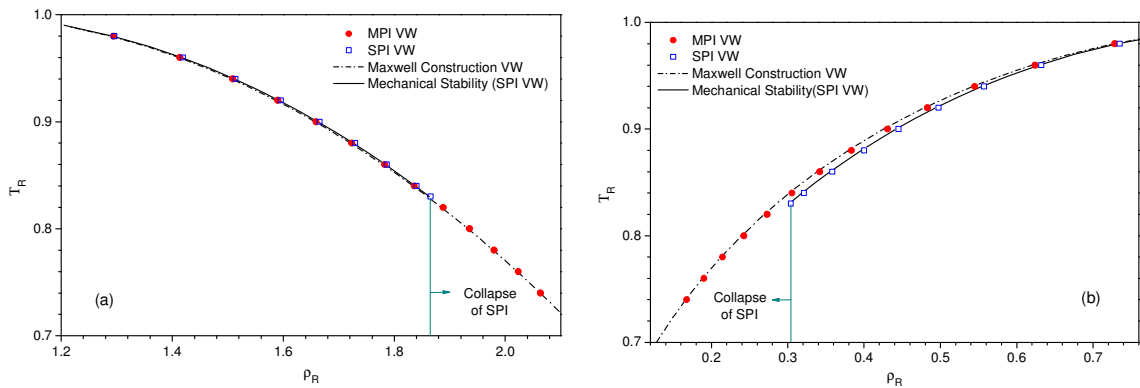 1.0
0.9
0.8
0.7
T_R
1.2
1.4
1.6
1.8
2.0
ρ_R
MPI VW
SPI VW
Maxwell Construction VW
Mechanical Stability (SPI VW)
(a)
Collapse
of SPI
1.0
0.9
0.8
0.7
T_R
0.2
0.3
0.4
0.5
0.6
0.7
ρ_R
MPI VW
SPI VW
Maxwell Construction VW
Mechanical Stability(SPI VW)
Collapse
of SPI
(b)